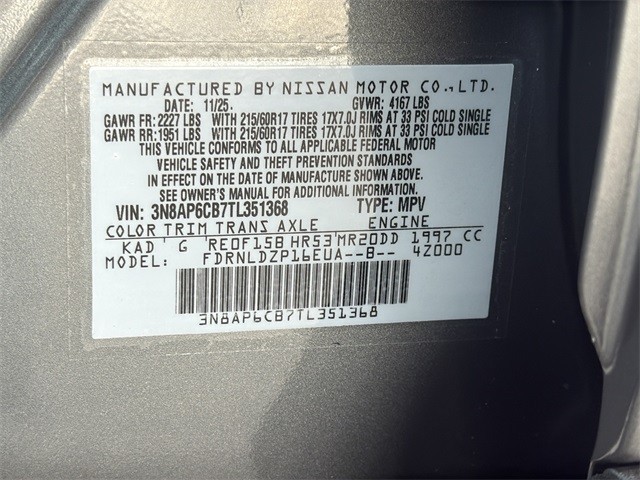 MANUFACTURED BY NISSAN MOTOR CO., LTD.
DATE: 11/25. GVWR: 4167 LBS
GAWR FR: 2227 LBS WITH 215/60R17 TIRES 17X7.0J RIMS AT 33 PSI COLD SINGLE
GAWR RR: 1951 LBS WITH 215/60R17 TIRES 17X7.0J RIMS AT 33 PSI COLD SINGLE
THIS VEHICLE CONFORMS TO ALL APPLICABLE FEDERAL MOTOR
VEHICLE SAFETY AND THEFT PREVENTION STANDARDS
IN EFFECT ON THE DATE OF MANUFACTURE SHOWN ABOVE.
SEE OWNER'S MANUAL FOR ADDITIONAL INFORMATION.
VIN: 3N8AP6CB7TL351368 TYPE: MPV
COLOR TRIM TRANS AXLE ENGINE
KAD G RE0F15B HR53 MR20DD 1997 CC
MODEL: FDRNLDZP16EUA--B-- 4Z000
3N8AP6CB7TL351368